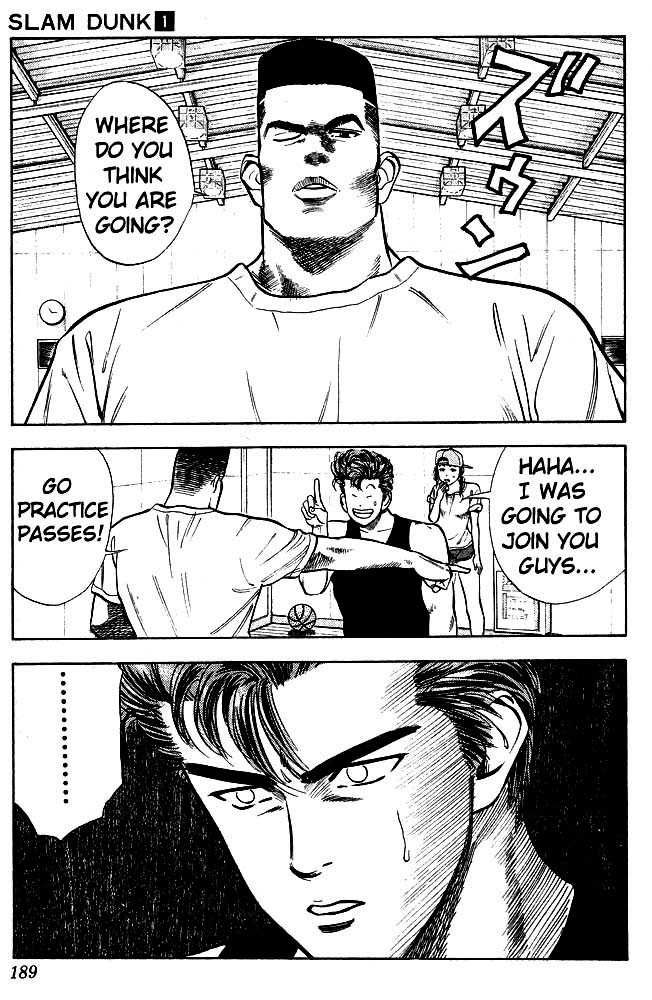 SLAM DUNK 1
ズゥン
WHERE
DO YOU
THINK
YOU ARE
GOING?
HAHA...
I WAS
GOING TO
JOIN YOU
GUYS...
GO
PRACTICE
PASSES!
........
189